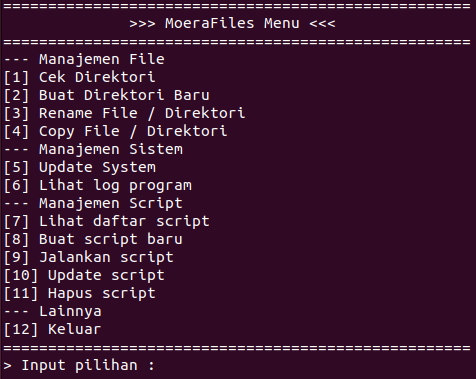 ====================================================
>>> MoeraFiles Menu <<<
====================================================
--- Manajemen File
[1] Cek Direktori
[2] Buat Direktori Baru
[3] Rename File / Direktori
[4] Copy File / Direktori
--- Manajemen Sistem
[5] Update System
[6] Lihat log program
--- Manajemen Script
[7] Lihat daftar script
[8] Buat script baru
[9] Jalankan script
[10] Update script
[11] Hapus script
--- Lainnya
[12] Keluar
====================================================
> Input pilihan :